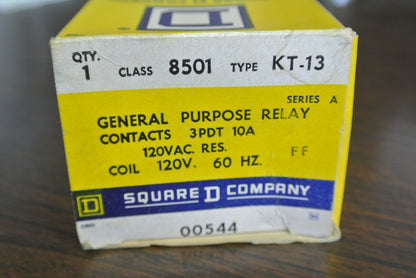 QTY. 1 CLASS 8501 TYPE KT-13
SERIES A
GENERAL PURPOSE RELAY
CONTACTS 3PDT 10A
120VAC. RES.
COIL 120V. 60 HZ. FF
D SQUARE D COMPANY
00544